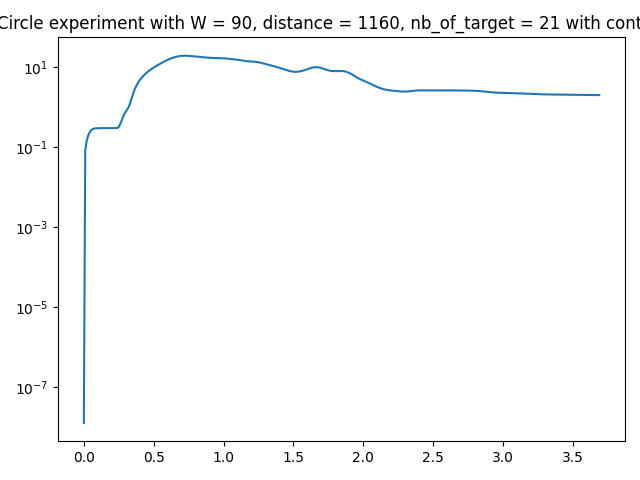 Circle experiment with W = 90, distance = 1160, nb_of_target = 21 with cont
10¹
10⁻¹
10⁻³
10⁻⁵
10⁻⁷
0.0 0.5 1.0 1.5 2.0 2.5 3.0 3.5